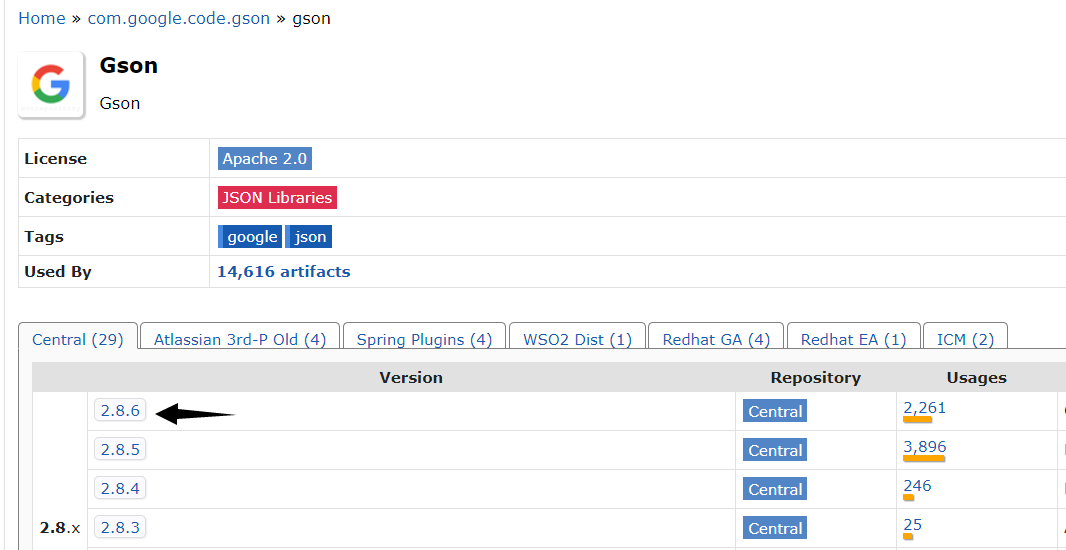 Home » com.google.code.gson » gson
Gson
Gson
License Apache 2.0
Categories JSON Libraries
Tags google json
Used By 14,616 artifacts
Central (29) Atlassian 3rd-P Old (4) Spring Plugins (4) WSO2 Dist (1) Redhat GA (4) Redhat EA (1) ICM (2)
Version Repository Usages
2.8.6 Central 2,261
2.8.5 Central 3,896
2.8.4 Central 246
2.8.x 2.8.3 Central 25